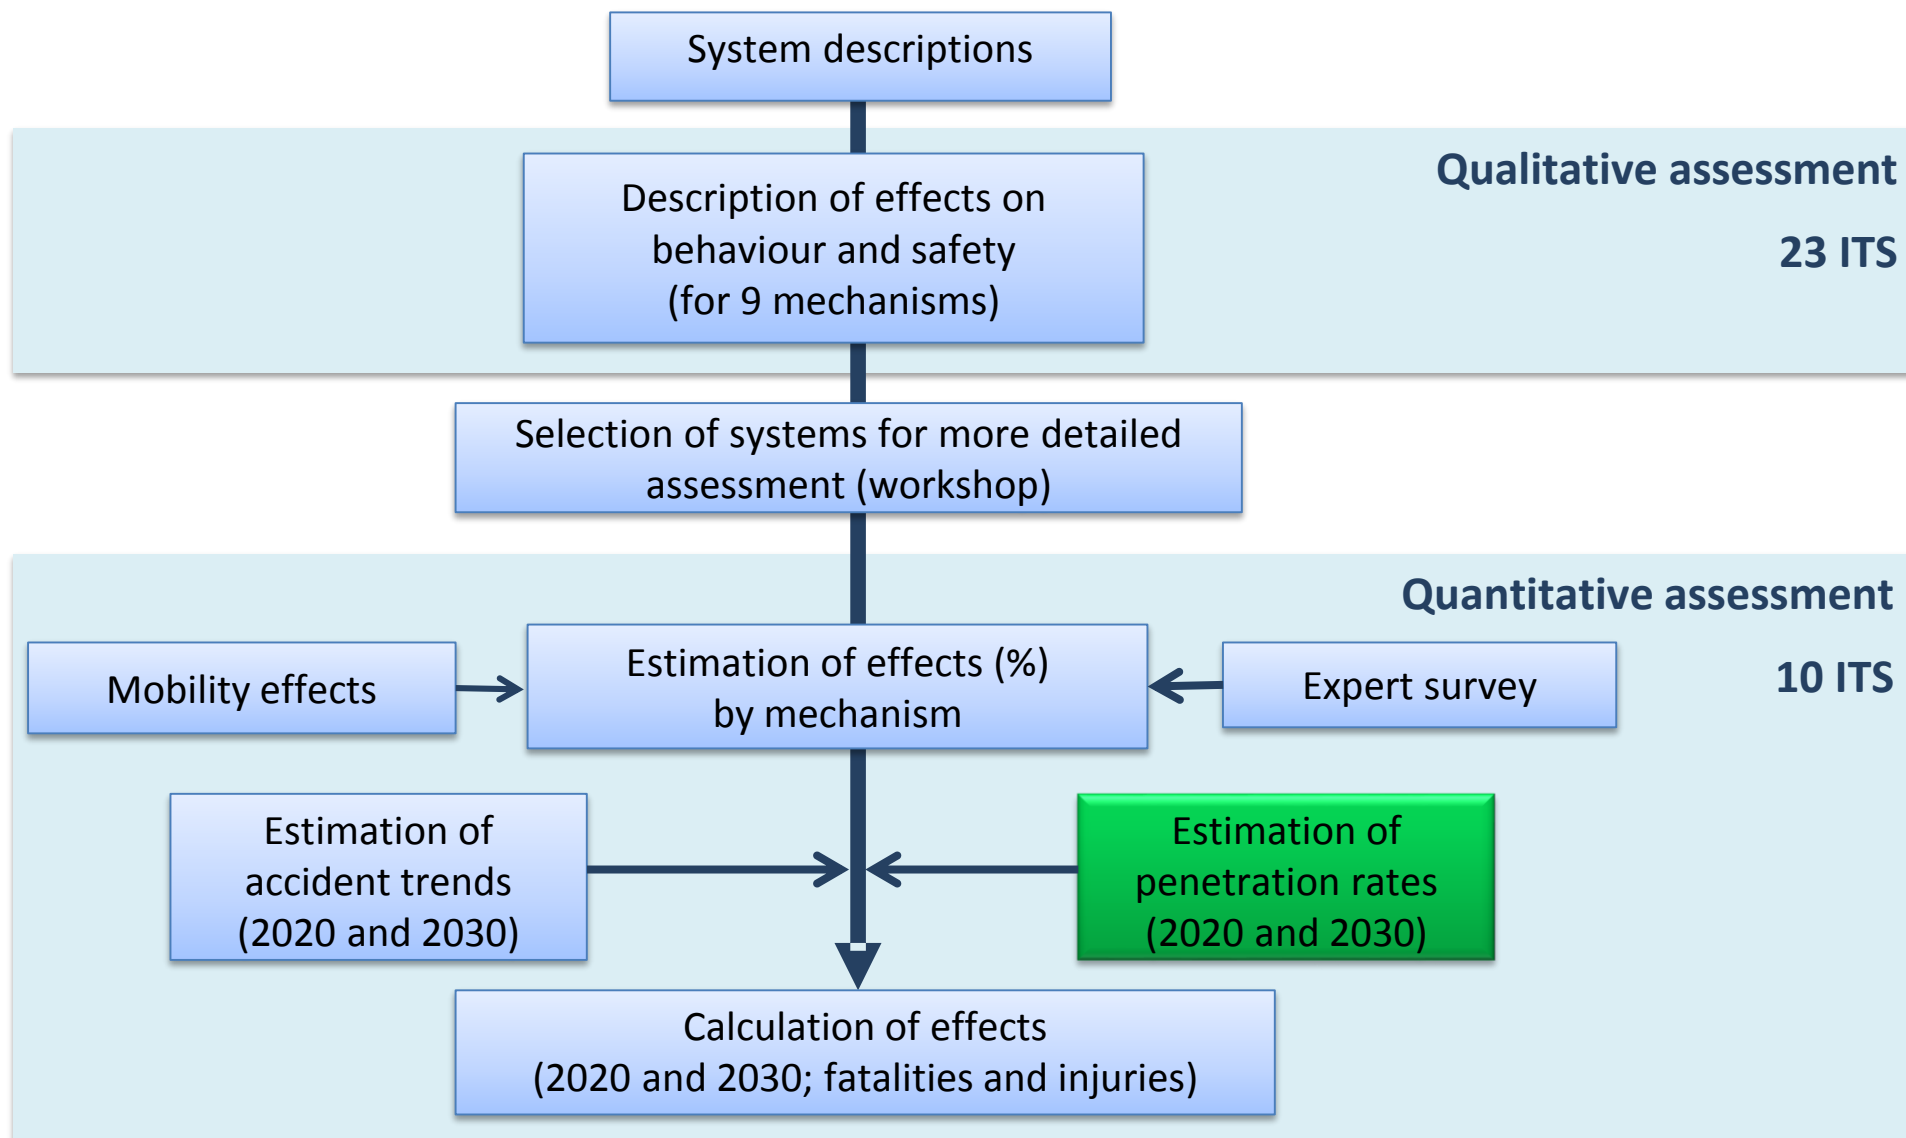 System descriptions
Qualitative assessment
23 ITS
Description of effects on
behaviour and safety
(for 9 mechanisms)
Selection of systems for more detailed
assessment (workshop)
Quantitative assessment
10 ITS
Mobility effects
Estimation of effects (%)
by mechanism
Expert survey
Estimation of
accident trends
(2020 and 2030)
Estimation of
penetration rates
(2020 and 2030)
Calculation of effects
(2020 and 2030; fatalities and injuries)